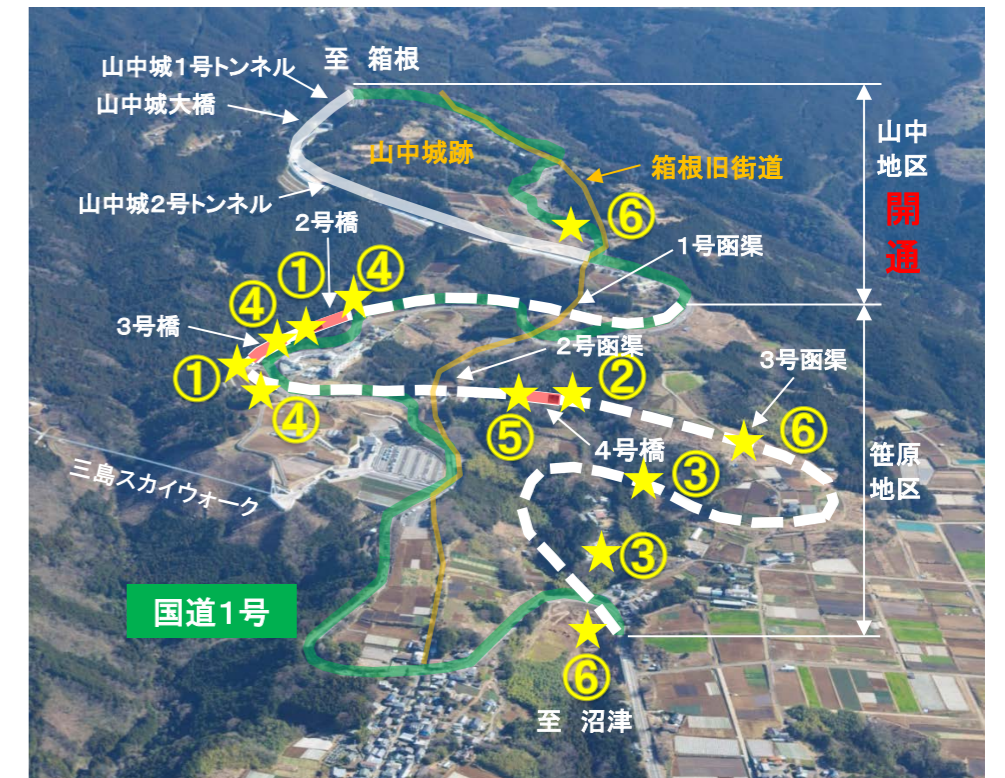 至 箱根
山中城1号トンネル
山中城大橋
山中城跡
箱根旧街道
山中
地区
開
通
山中城2号トンネル
2号橋
⑥
1号函渠
①
④
④
3号橋
2号函渠
3号函渠
①
②
④
⑤
⑥
4号橋
③
笹原
地区
三島スカイウォーク
③
国道1号
⑥
至 沼津